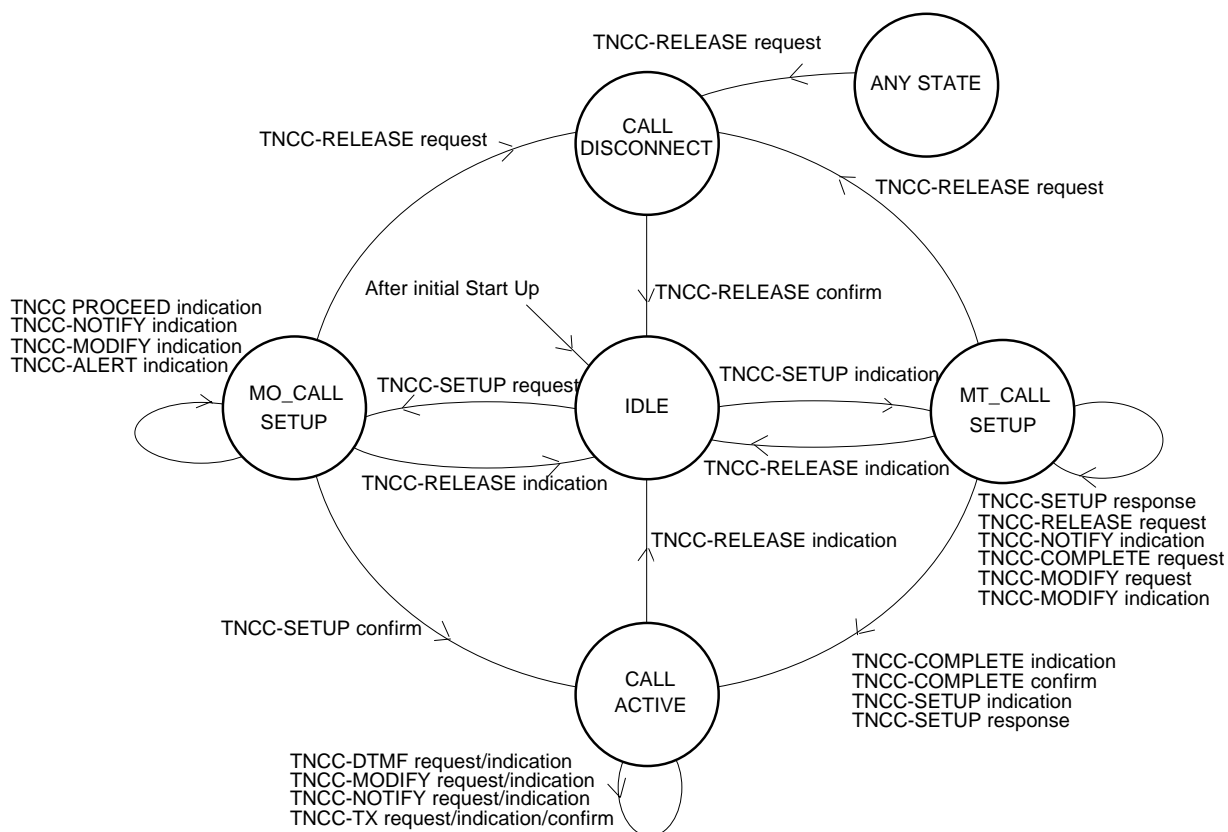 TNCC-RELEASE request
ANY STATE
CALL
DISCONNECT
TNCC-RELEASE request
TNCC-RELEASE request
After initial Start Up
TNCC-RELEASE confirm
TNCC PROCEED indication
TNCC-NOTIFY indication
TNCC-MODIFY indication
TNCC-ALERT indication
MO_CALL
SETUP
TNCC-SETUP request
IDLE
TNCC-SETUP indication
MT_CALL
SETUP
TNCC-RELEASE indication
TNCC-RELEASE indication
TNCC-SETUP response
TNCC-RELEASE request
TNCC-NOTIFY indication
TNCC-COMPLETE request
TNCC-MODIFY request
TNCC-MODIFY indication
TNCC-RELEASE indication
TNCC-SETUP confirm
CALL
ACTIVE
TNCC-COMPLETE indication
TNCC-COMPLETE confirm
TNCC-SETUP indication
TNCC-SETUP response
TNCC-DTMF request/indication
TNCC-MODIFY request/indication
TNCC-NOTIFY request/indication
TNCC-TX request/indication/confirm